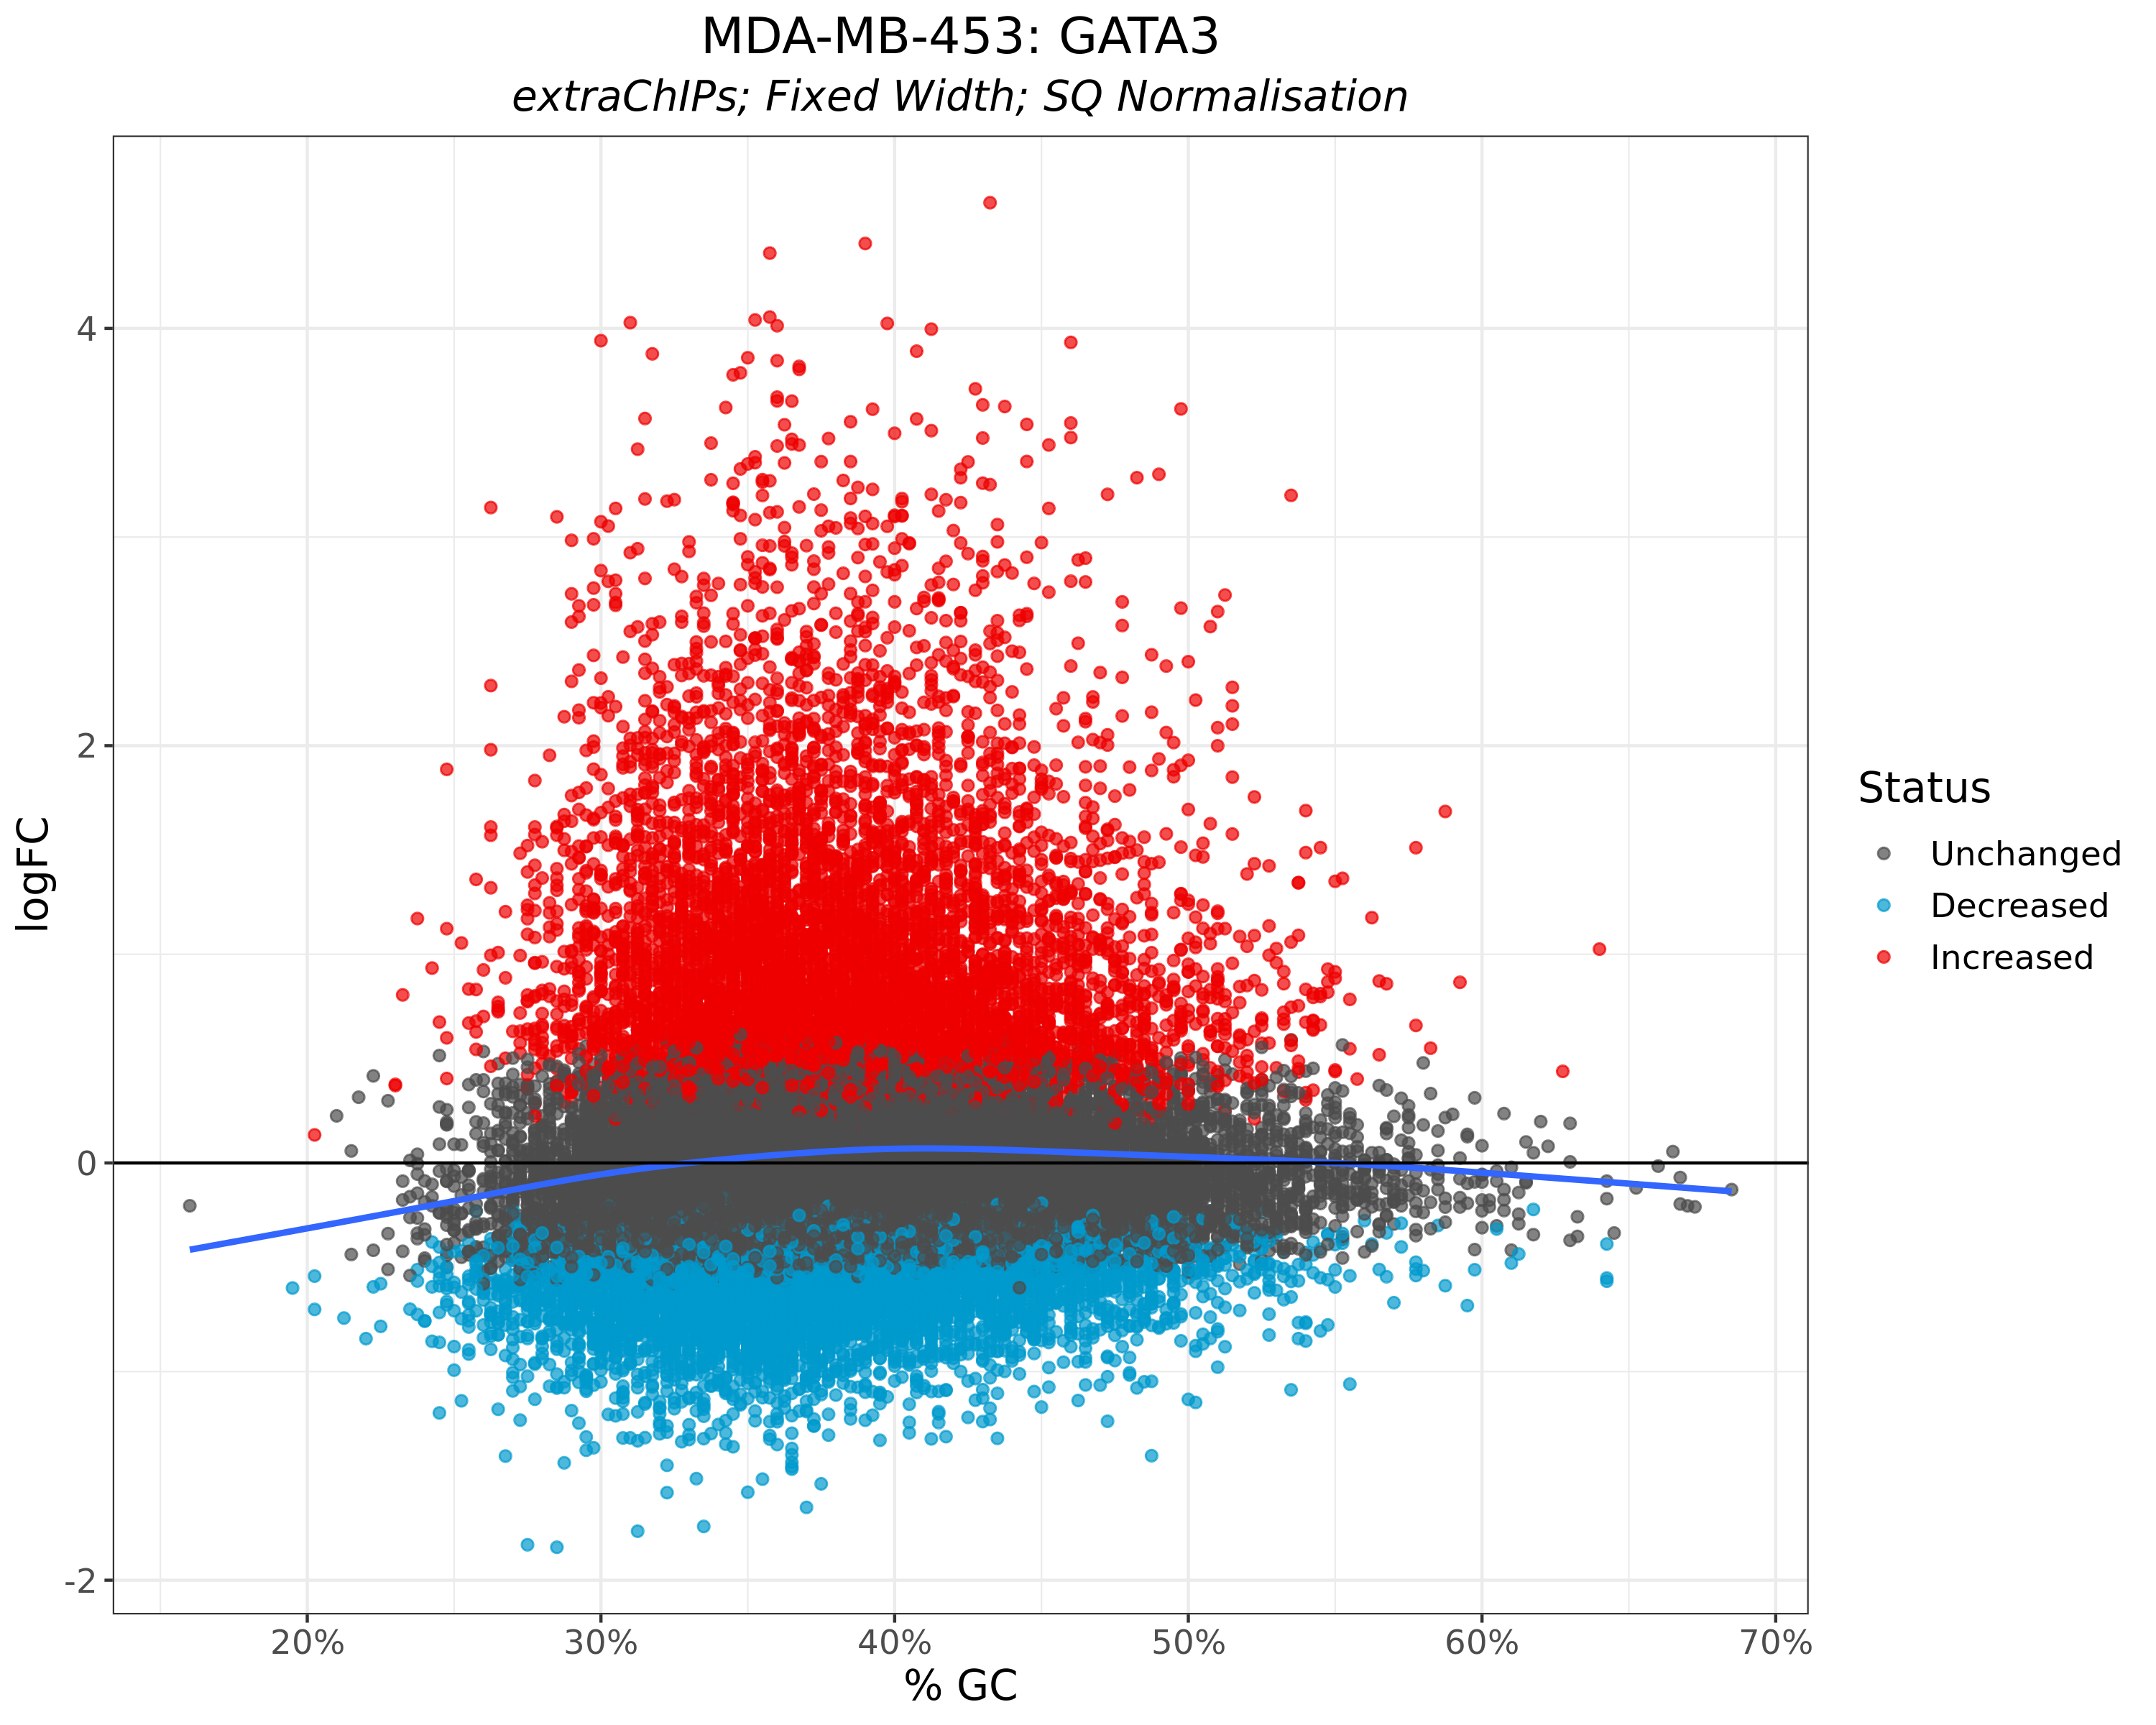 MDA-MB-453: GATA3
extraChIPs; Fixed Width; SQ Normalisation
logFC
4
2
0
-2
20%
30%
40%
50%
60%
70%
% GC
Status
Unchanged
Decreased
Increased